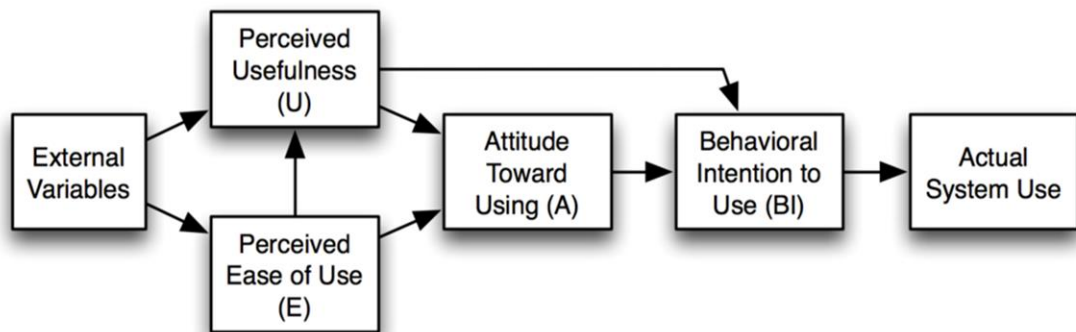 External
Variables
Perceived
Usefulness
(U)
Perceived
Ease of Use
(E)
Attitude
Toward
Using (A)
Behavioral
Intention to
Use (BI)
Actual
System Use